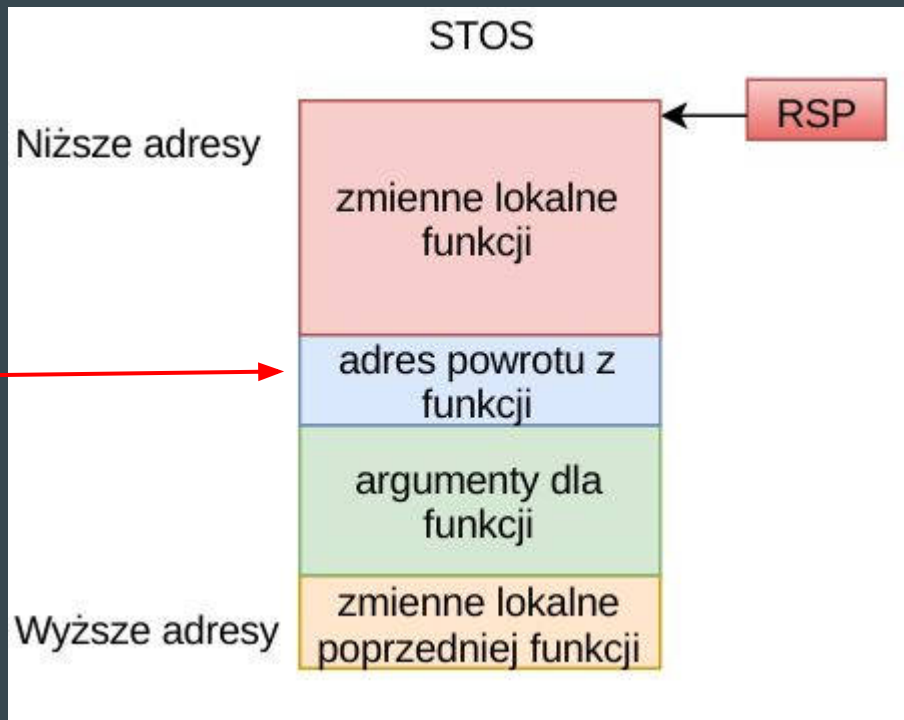 STOS
RSP
Niższe adresy
zmienne lokalne
funkcji
adres powrotu z
funkcji
argumenty dla
funkcji
Wyższe adresy
zmienne lokalne
poprzedniej funkcji